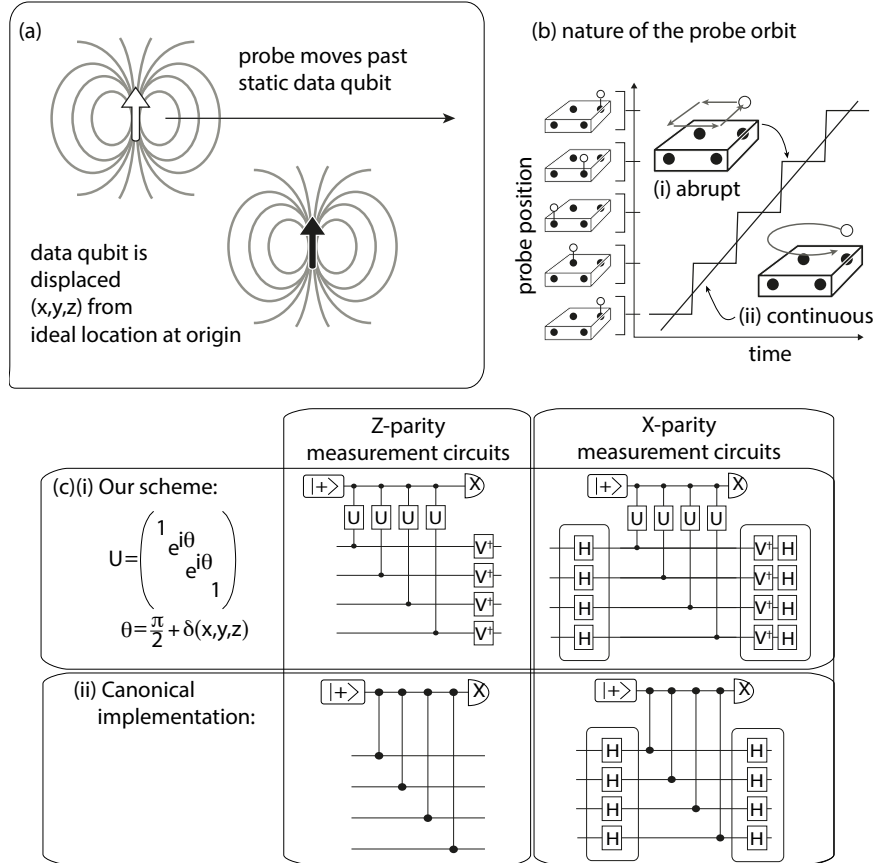 (a)
probe moves past
static data qubit
data qubit is
displaced
(x,y,z) from
ideal location at origin
(b) nature of the probe orbit
probe position
(i) abrupt
(ii) continuous
time
Z-parity
measurement circuits
X-parity
measurement circuits
(c)(i) Our scheme:
U=(1 e^iθ e^iθ 1)
θ=π/2+δ(x,y,z)
|+> X
U U U U
V†
V†
V†
V†
|+> X
U U U U
H V† H
H V† H
H V† H
H V† H
(ii) Canonical
implementation:
|+> X
|+> X
H H
H H
H H
H H